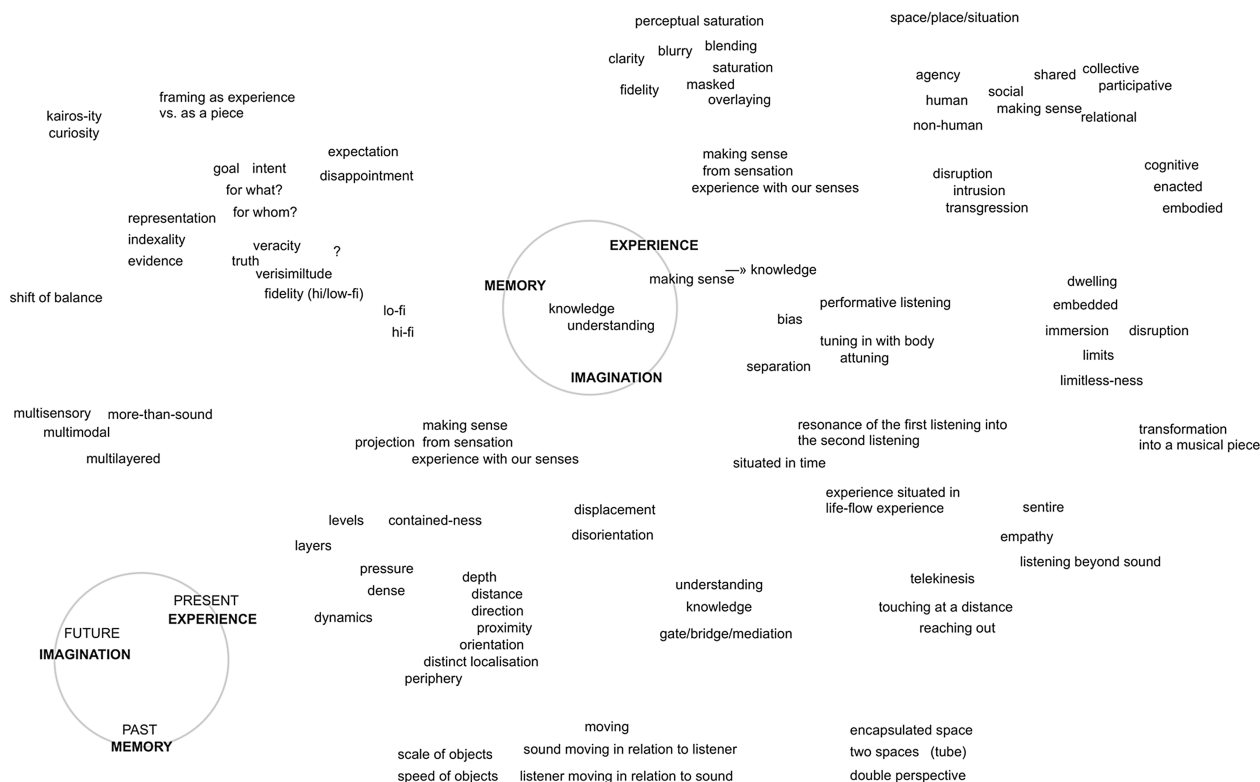 perceptual saturation
space/place/situation
clarity
blurry
blending
saturation
fidelity
masked
overlaying
agency
shared
collective
participative
human
social
making sense
relational
non-human
framing as experience
vs. as a piece
kairos-ity
curiosity
expectation
disappointment
goal intent
for what?
for whom?
representation
indexality
evidence
veracity
?
truth
verisimiltude
fidelity (hi/low-fi)
shift of balance
lo-fi
hi-fi
making sense
from sensation
experience with our senses
disruption
intrusion
transgression
cognitive
enacted
embodied
EXPERIENCE
making sense —» knowledge
MEMORY
knowledge
understanding
IMAGINATION
performative listening
bias
tuning in with body
attuning
separation
dwelling
embedded
immersion disruption
limits
limitless-ness
multisensory more-than-sound
multimodal
multilayered
making sense
projection from sensation
experience with our senses
resonance of the first listening into
the second listening
situated in time
transformation
into a musical piece
experience situated in
life-flow experience
sentire
empathy
listening beyond sound
displacement
disorientation
levels contained-ness
layers
pressure
dense
dynamics
depth
distance
direction
proximity
orientation
distinct localisation
periphery
understanding
knowledge
gate/bridge/mediation
telekinesis
touching at a distance
reaching out
PRESENT
EXPERIENCE
FUTURE
IMAGINATION
PAST
MEMORY
moving
scale of objects
sound moving in relation to listener
speed of objects
listener moving in relation to sound
encapsulated space
two spaces (tube)
double perspective